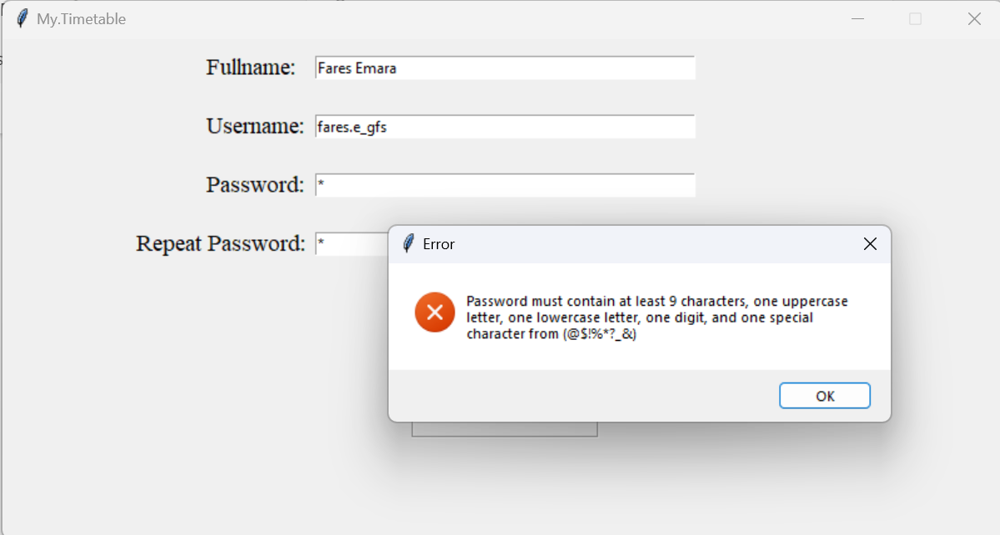 My.Timetable
Fullname: Fares Emara
Username: fares.e_gfs
Password: *
Repeat Password: *
Error
Password must contain at least 9 characters, one uppercase
letter, one lowercase letter, one digit, and one special
character from (@$!%*?_&)
OK